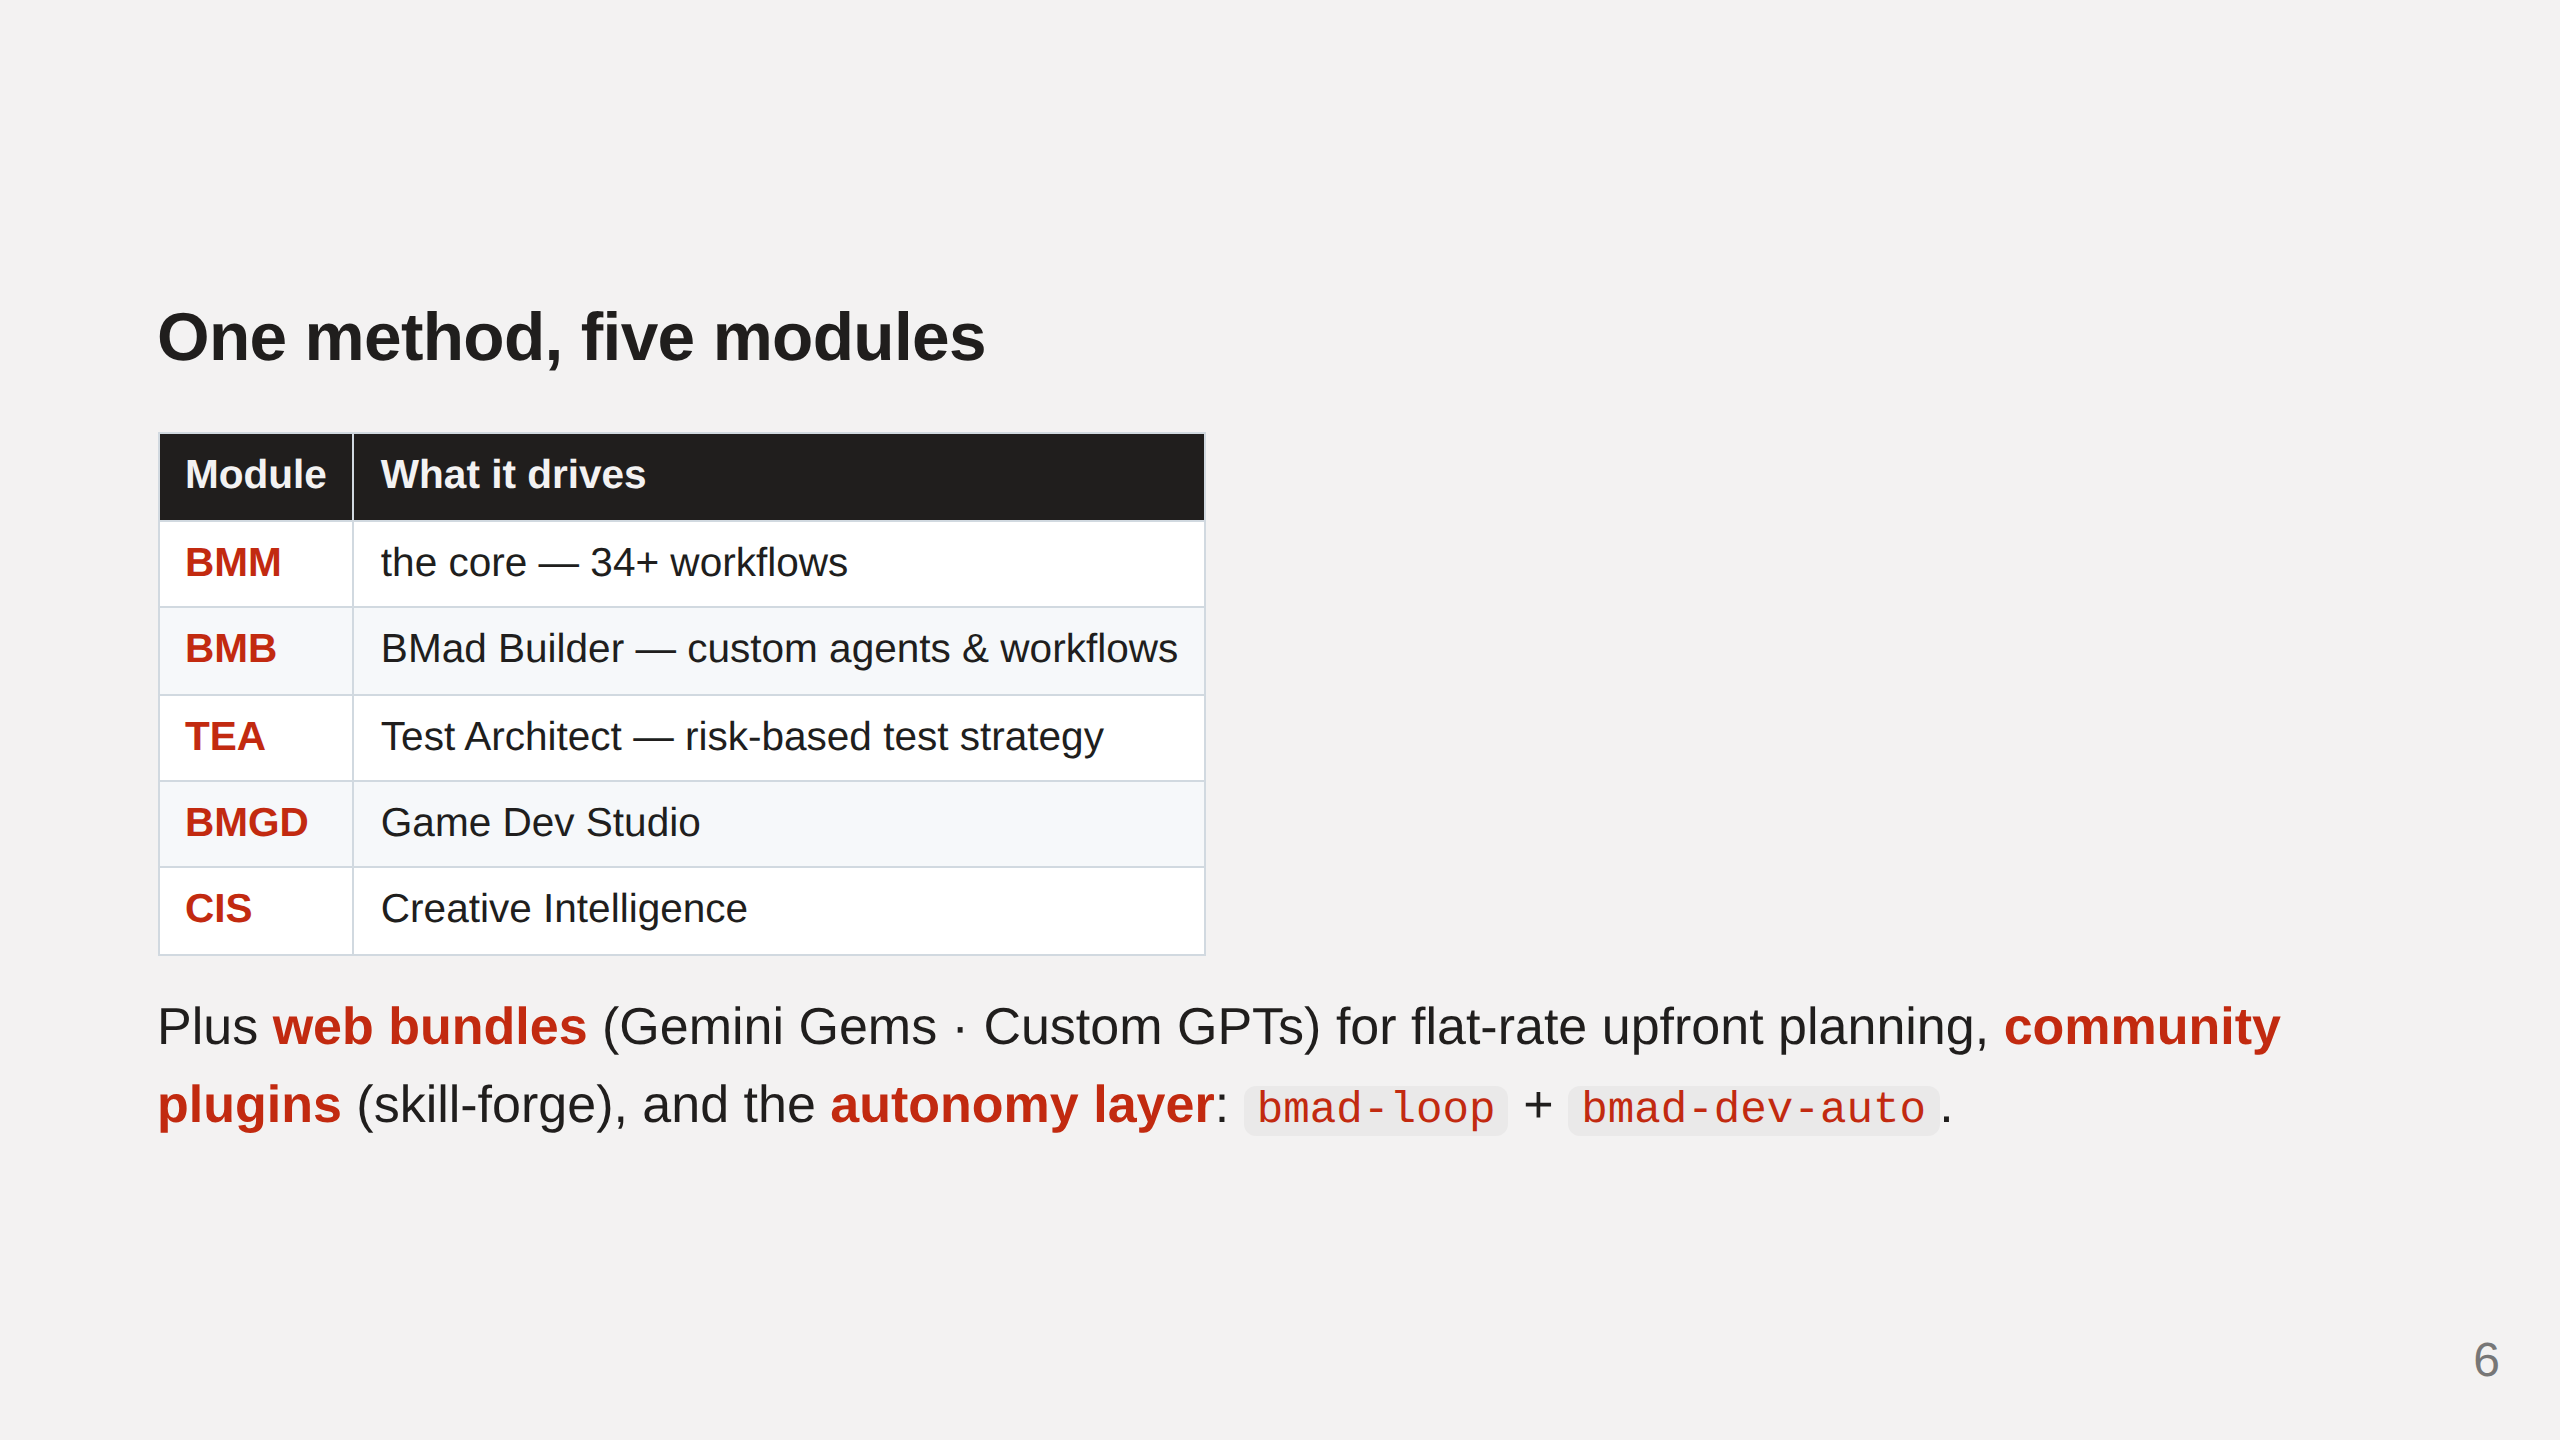 One method, five modules
Module What it drives
BMM the core — 34+ workflows
BMB BMad Builder — custom agents & workflows
TEA Test Architect — risk-based test strategy
BMGD Game Dev Studio
CIS Creative Intelligence
Plus web bundles (Gemini Gems · Custom GPTs) for flat-rate upfront planning, community
plugins (skill-forge), and the autonomy layer: bmad-loop + bmad-dev-auto.
6